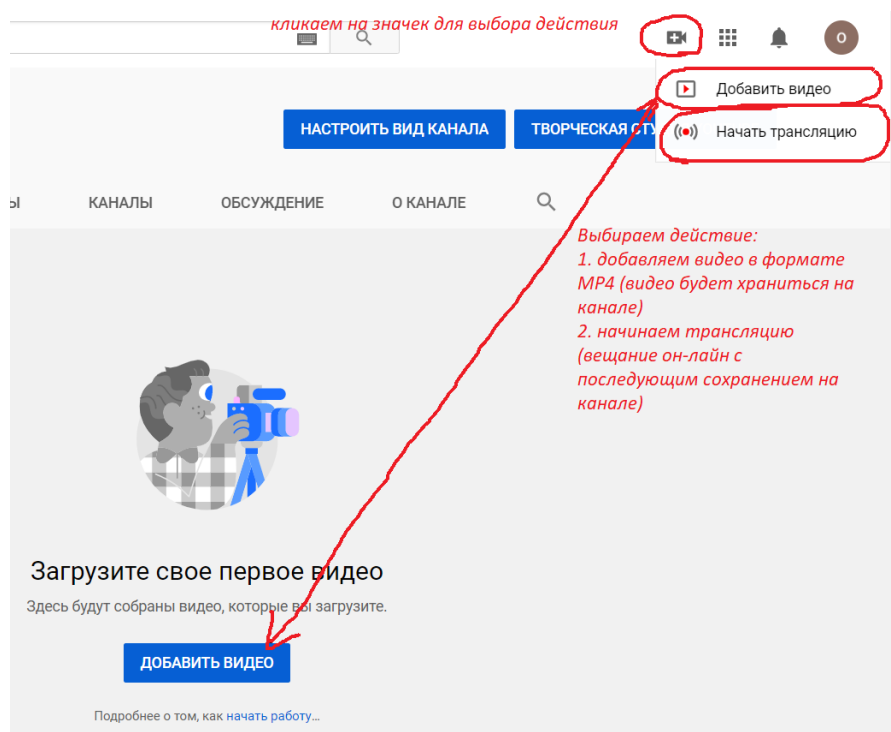 кликаем на значек для выбора действия
О
Добавить видео
НАСТРОИТЬ ВИД КАНАЛА
ТВОРЧЕСКАЯ СТУ
Начать трансляцию
Ы КАНАЛЫ ОБСУЖДЕНИЕ О КАНАЛЕ
Выбираем действие:
1. добавляем видео в формате
MP4 (видео будет храниться на
канале)
2. начинаем трансляцию
(вещание он-лайн с
последующим сохранением на
канале)
Загрузите свое первое видео
Здесь будут собраны видео, которые вы загрузите.
ДОБАВИТЬ ВИДЕО
Подробнее о том, как начать работу...